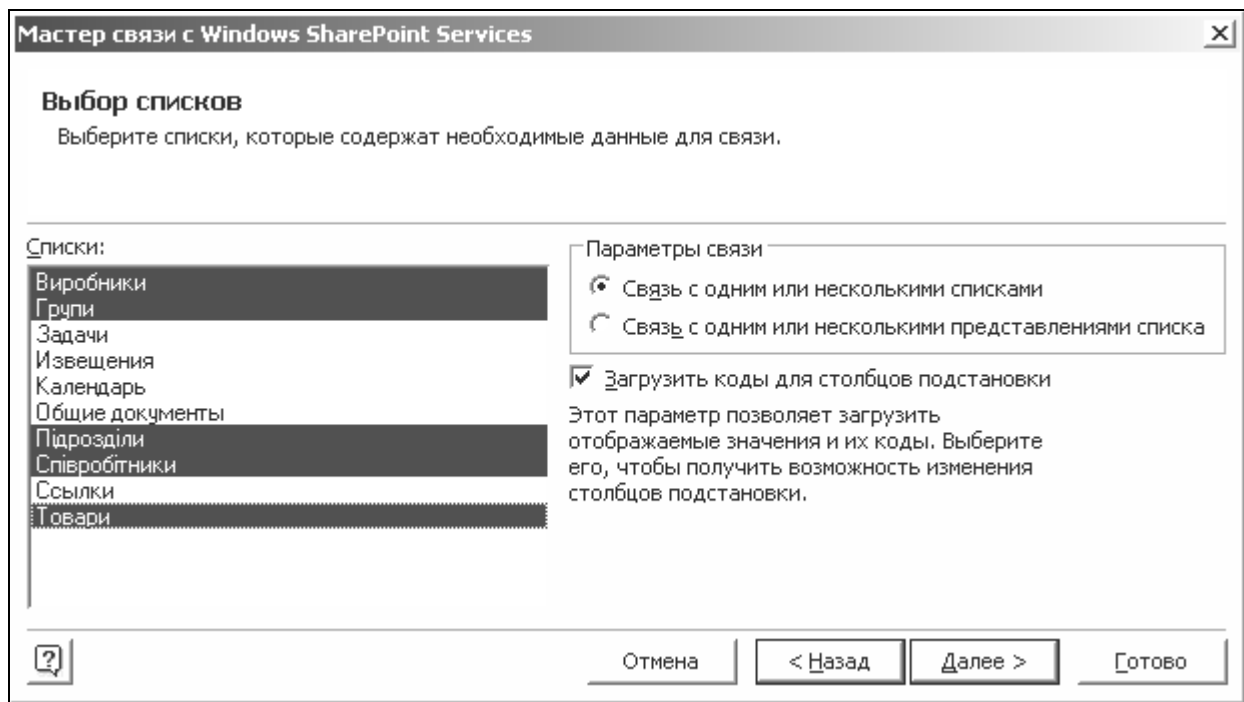 Мастер связи с Windows SharePoint Services
Выбор списков
Выберите списки, которые содержат необходимые данные для связи.
Списки:
Виробники
Групи
Задачи
Извещения
Календарь
Общие документы
Підрозділи
Співробітники
Ссылки
Товари
Параметры связи
Связь с одним или несколькими списками
Связь с одним или несколькими представлениями списка
Загрузить коды для столбцов подстановки
Этот параметр позволяет загрузить
отображаемые значения и их коды. Выберите
его, чтобы получить возможность изменения
столбцов подстановки.
Отмена
< Назад
Далее >
Готово